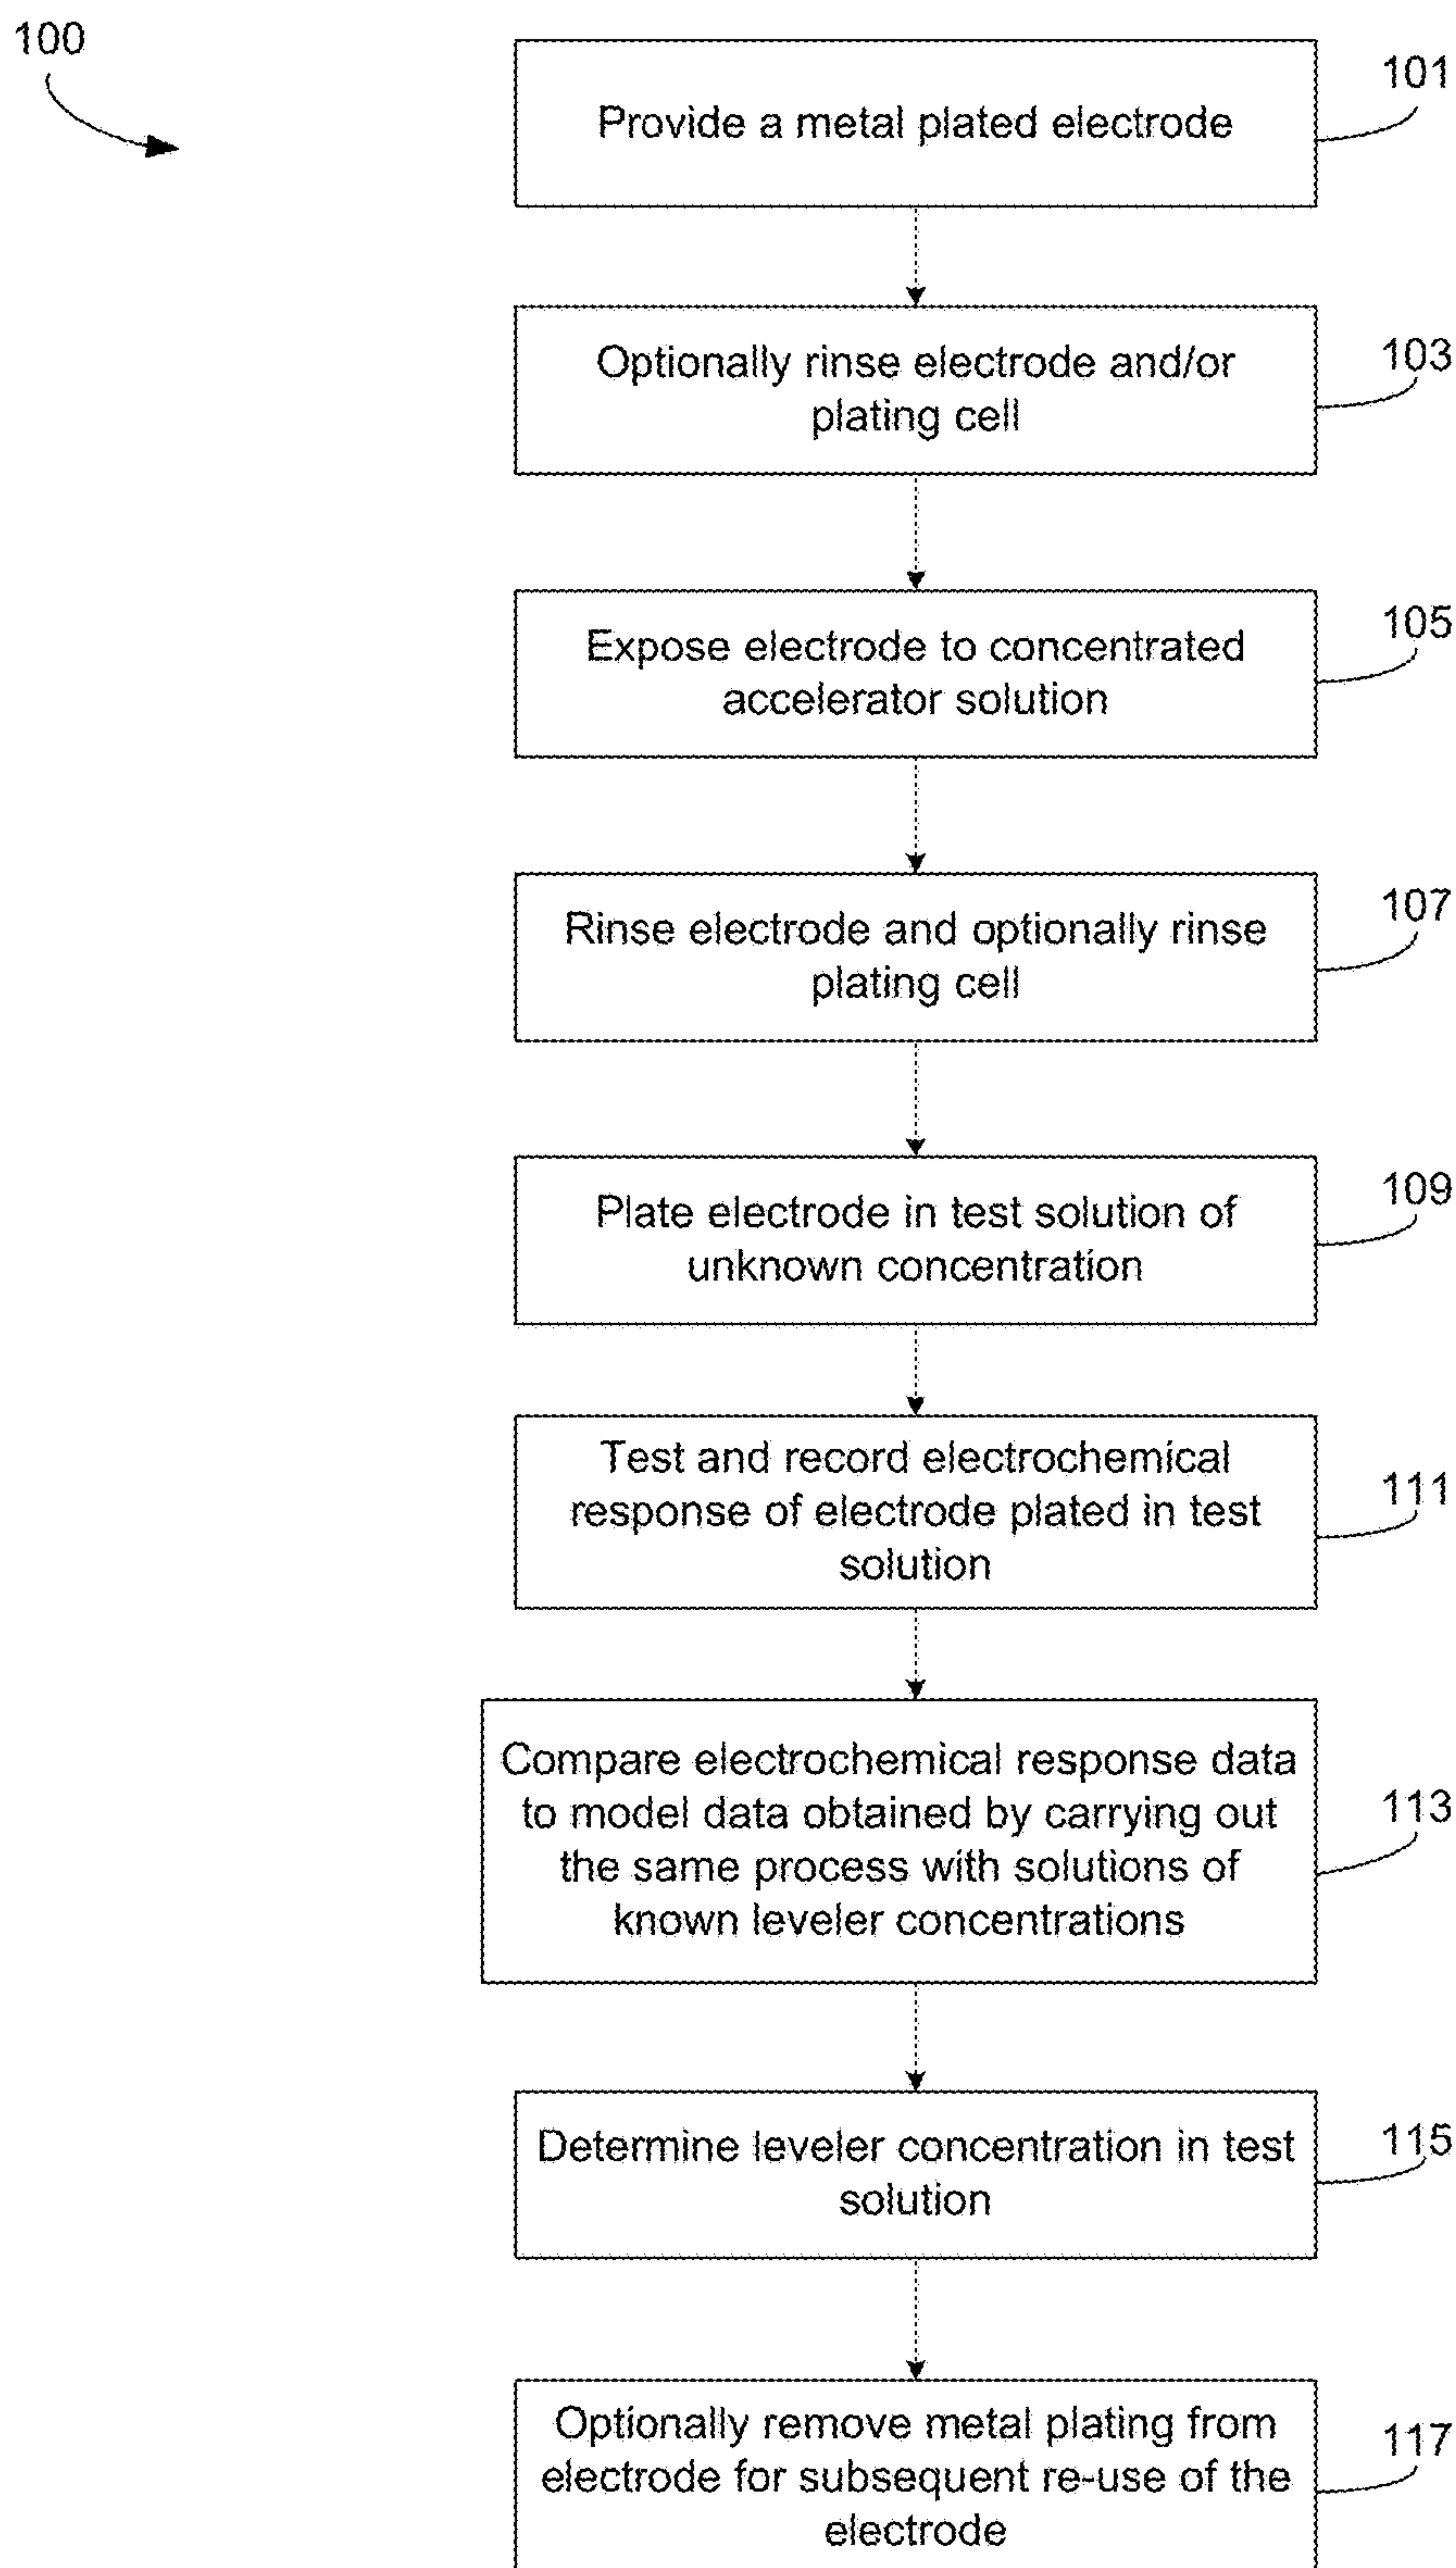 100
Provide a metal plated electrode
101
Optionally rinse electrode and/or
plating cell
103
Expose electrode to concentrated
accelerator solution
105
Rinse electrode and optionally rinse
plating cell
107
Plate electrode in test solution of
unknown concentration
109
Test and record electrochemical
response of electrode plated in test
solution
111
Compare electrochemical response data
to model data obtained by carrying out
the same process with solutions of
known leveler concentrations
113
Determine leveler concentration in test
solution
115
Optionally remove metal plating from
electrode for subsequent re-use of the
electrode
117